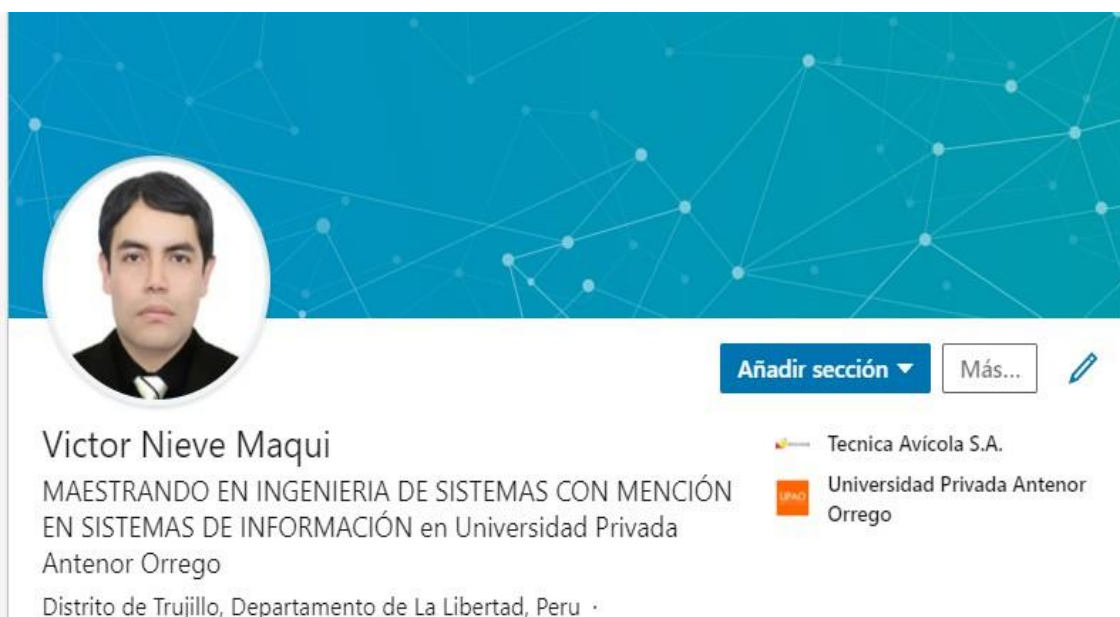 Añadir sección
Más...
Victor Nieve Maqui
MAESTRANDO EN INGENIERIA DE SISTEMAS CON MENCIÓN
EN SISTEMAS DE INFORMACIÓN en Universidad Privada
Antenor Orrego
Distrito de Trujillo, Departamento de La Libertad, Peru ·
Tecnica Avícola S.A.
UPAO
Universidad Privada Antenor
Orrego